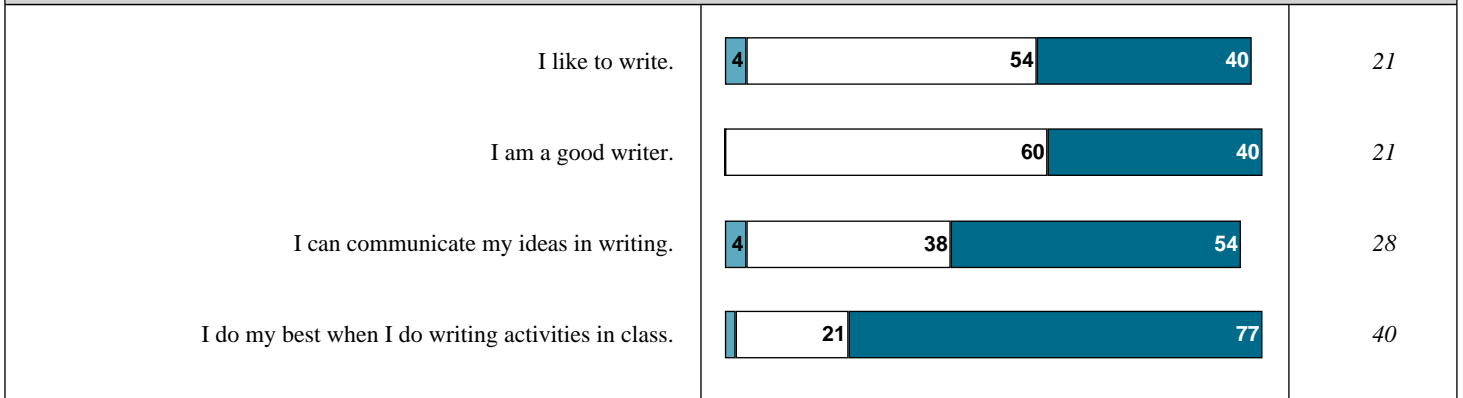 I like to write. 4 54 40 21
I am a good writer. 60 40 21
I can communicate my ideas in writing. 4 38 54 28
I do my best when I do writing activities in class. 21 77 40